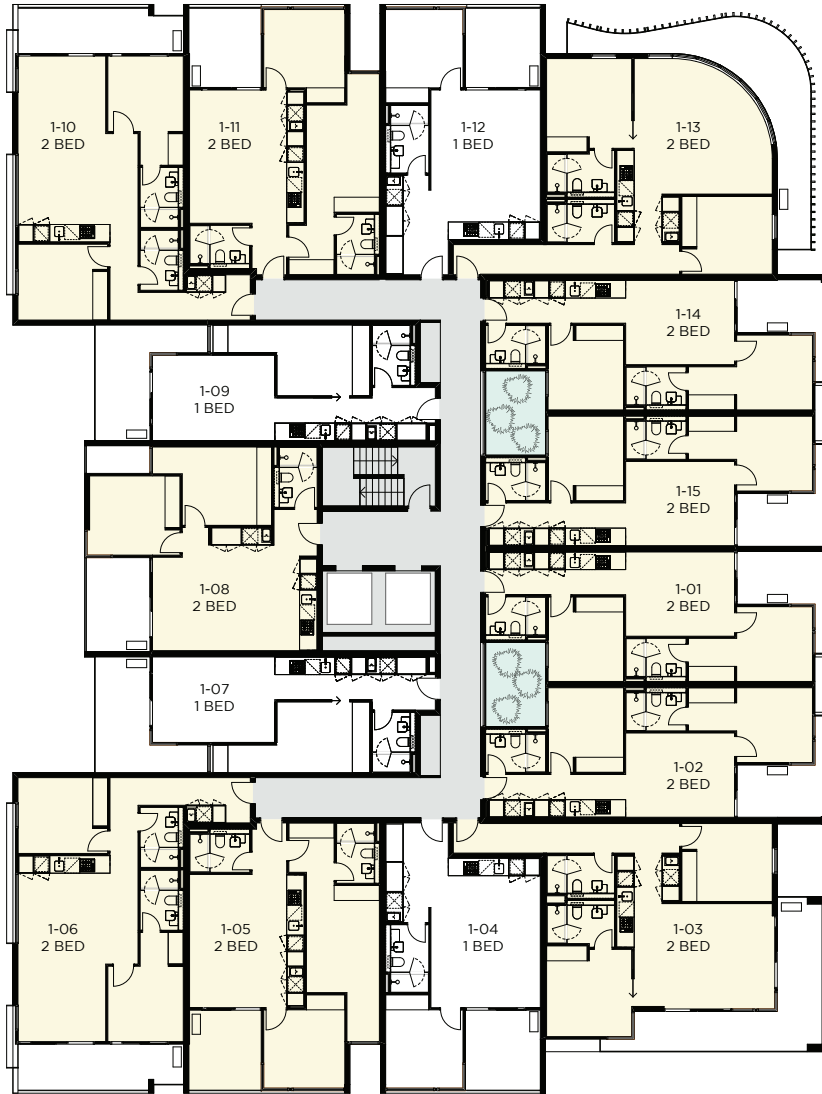 1-10
2 BED
1-11
2 BED
1-12
1 BED
1-13
2 BED
1-14
2 BED
1-09
1 BED
1-15
2 BED
1-08
2 BED
1-01
2 BED
1-07
1 BED
1-02
2 BED
1-06
2 BED
1-05
2 BED
1-04
1 BED
1-03
2 BED